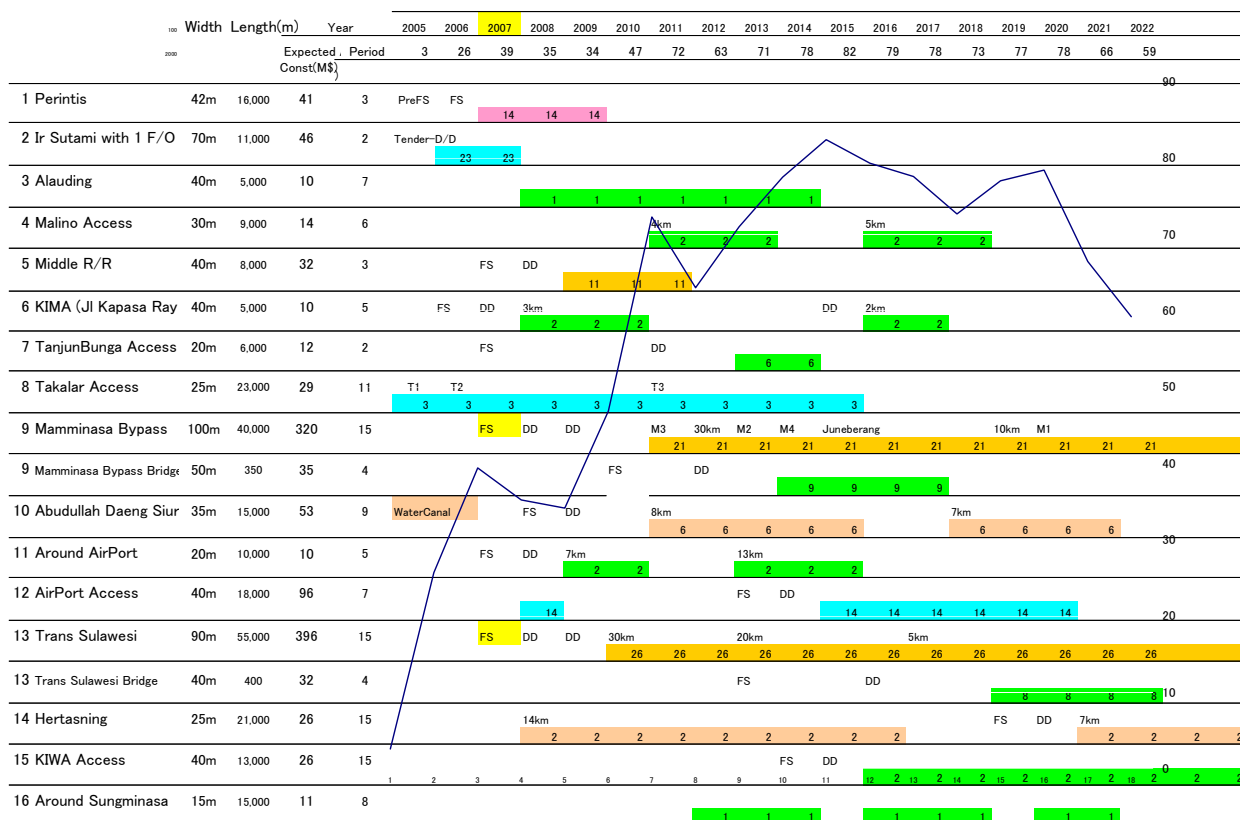 100 Width Length(m) Year 2005 2006 2007 2008 2009 2010 2011 2012 2013 2014 2015 2016 2017 2018 2019 2020 2021 2022
2000 Expected Period 3 26 39 35 34 47 72 63 71 78 82 79 78 73 77 78 66 59
Const(M$)
90
1 Perintis 42m 16,000 41 3 PreFS FS
14 14 14
2 Ir Sutami with 1 F/O 70m 11,000 46 2 Tender-D/D
23 23 80
3 Alauding 40m 5,000 10 7
1 1 1 1 1 1 1
4 Malino Access 30m 9,000 14 6 4km 5km
2 2 2 2 2 2 70
5 Middle R/R 40m 8,000 32 3 FS DD
11 11 11
6 KIMA (Jl Kapasa Ray 40m 5,000 10 5 FS DD 3km DD 2km 60
2 2 2 2 2
7 TanjunBunga Access 20m 6,000 12 2 FS DD
6 6
8 Takalar Access 25m 23,000 29 11 T1 T2 T3 50
3 3 3 3 3 3 3 3 3 3 3
9 Mamminasa Bypass 100m 40,000 320 15 FS DD DD M3 30km M2 M4 Juneberang 10km M1
21 21 21 21 21 21 21 21 21 21 21 21
9 Mamminasa Bypass Bridge 50m 350 35 4 FS DD 40
9 9 9 9
10 Abudullah Daeng Siur 35m 15,000 53 9 WaterCanal FS DD 8km 7km
6 6 6 6 6 6 6 6 6
30
11 Around AirPort 20m 10,000 10 5 FS DD 7km 13km
2 2 2 2 2
12 AirPort Access 40m 18,000 96 7 FS DD
14 14 14 14 14 14 14 20
13 Trans Sulawesi 90m 55,000 396 15 FS DD DD 30km 20km 5km
26 26 26 26 26 26 26 26 26 26 26 26 26
13 Trans Sulawesi Bridge 40m 400 32 4 FS DD
8 8 8 8 10
14 Hertasning 25m 21,000 26 15 14km FS DD 7km
2 2 2 2 2 2 2 2 2 2 2 2
15 KIWA Access 40m 13,000 26 15 FS DD 0
1 2 3 4 5 6 7 8 9 10 11 12 2 13 2 14 2 15 2 16 2 17 2 18 2 2 2
16 Around Sungminasa 15m 15,000 11 8
1 1 1 1 1 1 1 1